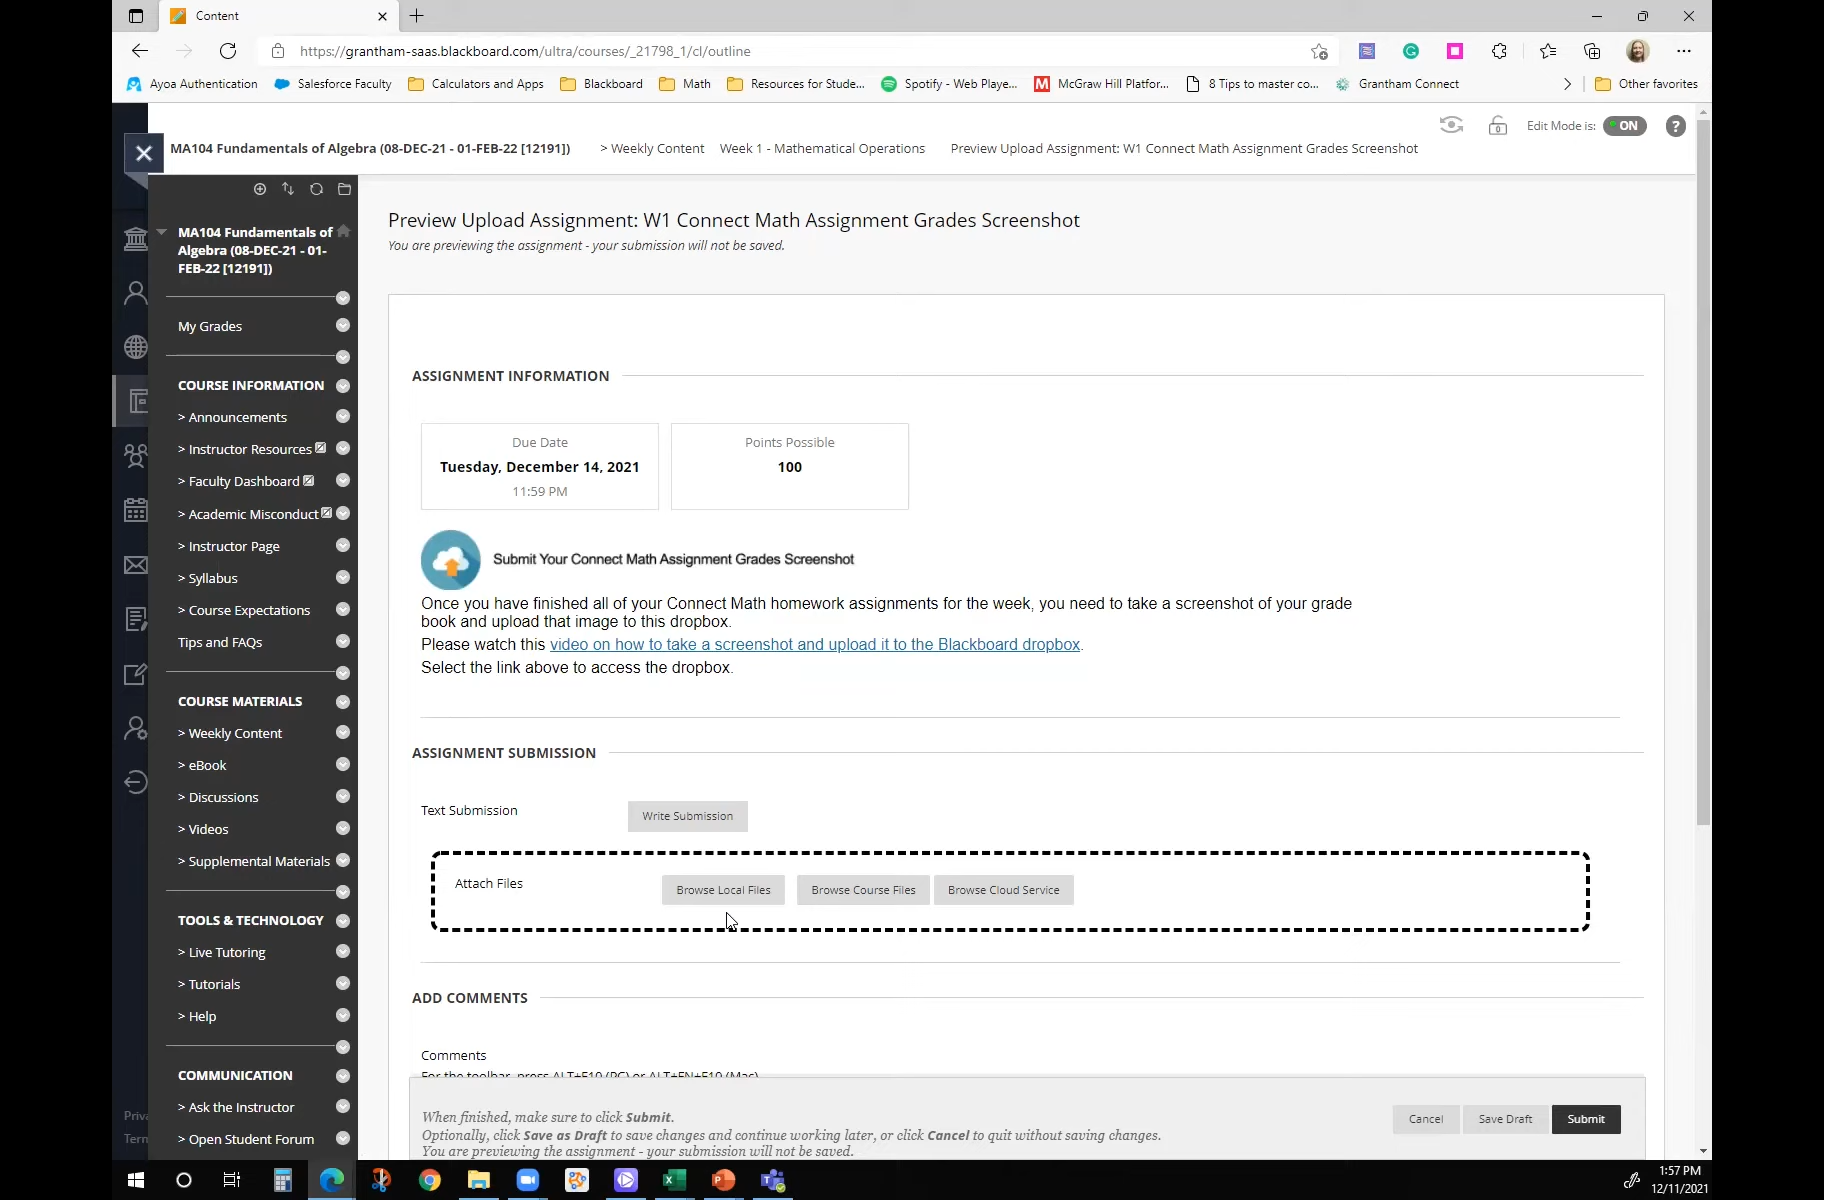 Content
https://grantham-saas.blackboard.com/ultra/courses/_21798_1/cl/outline
Ayoa Authentication Salesforce Faculty Calculators and Apps Blackboard Math Resources for Stude... Spotify - Web Playe... McGraw Hill Platfor... 8 Tips to master co... Grantham Connect Other favorites
Edit Mode is: ON ?
MA104 Fundamentals of Algebra (08-DEC-21 - 01-FEB-22 [12191]) > Weekly Content Week 1 - Mathematical Operations Preview Upload Assignment: W1 Connect Math Assignment Grades Screenshot
MA104 Fundamentals of
Algebra (08-DEC-21 - 01-
FEB-22 [12191])
My Grades
COURSE INFORMATION
> Announcements
> Instructor Resources
> Faculty Dashboard
> Academic Misconduct
> Instructor Page
> Syllabus
> Course Expectations
Tips and FAQs
COURSE MATERIALS
> Weekly Content
> eBook
> Discussions
> Videos
> Supplemental Materials
TOOLS & TECHNOLOGY
> Live Tutoring
> Tutorials
> Help
COMMUNICATION
> Ask the Instructor
> Open Student Forum
Priva
Term
Preview Upload Assignment: W1 Connect Math Assignment Grades Screenshot
You are previewing the assignment - your submission will not be saved.
ASSIGNMENT INFORMATION
Due Date
Tuesday, December 14, 2021
11:59 PM
Points Possible
100
Submit Your Connect Math Assignment Grades Screenshot
Once you have finished all of your Connect Math homework assignments for the week, you need to take a screenshot of your grade
book and upload that image to this dropbox.
Please watch this video on how to take a screenshot and upload it to the Blackboard dropbox.
Select the link above to access the dropbox.
ASSIGNMENT SUBMISSION
Text Submission Write Submission
Attach Files Browse Local Files Browse Course Files Browse Cloud Service
ADD COMMENTS
Comments
For the toolbar, press ALT+F10 (PC) or ALT+FN+F10 (Mac)
When finished, make sure to click Submit.
Optionally, click Save as Draft to save changes and continue working later, or click Cancel to quit without saving changes.
You are previewing the assignment - your submission will not be saved.
Cancel Save Draft Submit
1:57 PM
12/11/2021